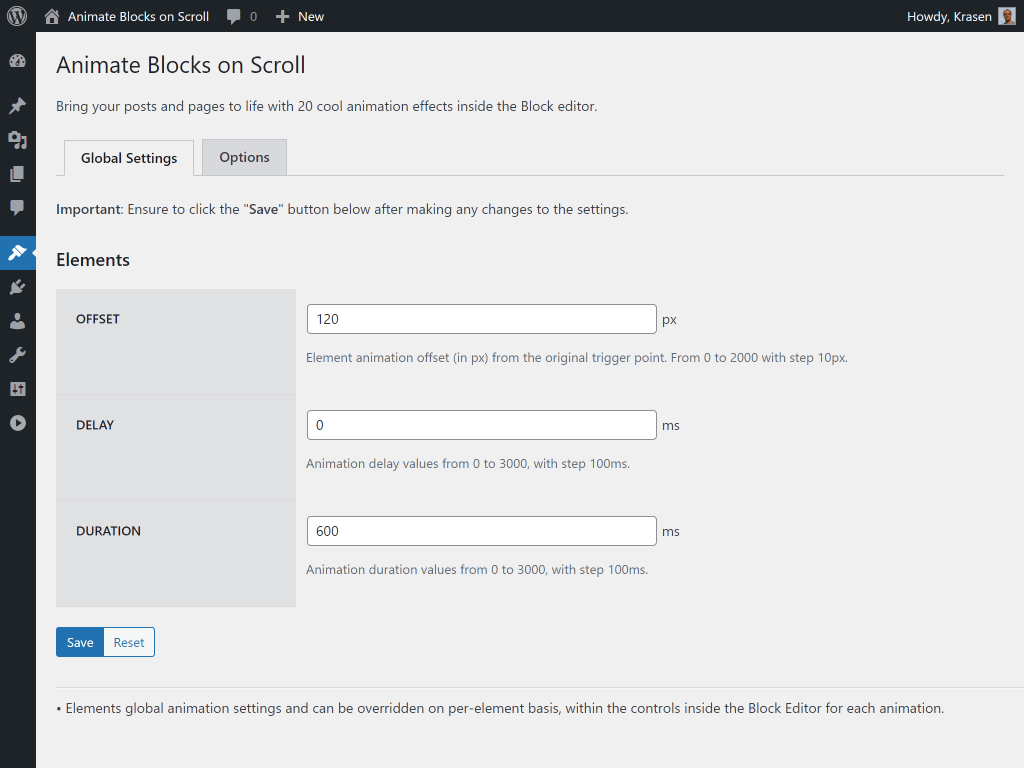 Animate Blocks on Scroll 0 New Howdy, Krasen
Animate Blocks on Scroll
Bring your posts and pages to life with 20 cool animation effects inside the Block editor.
Global Settings Options
Important: Ensure to click the "Save" button below after making any changes to the settings.
Elements
OFFSET 120 px
Element animation offset (in px) from the original trigger point. From 0 to 2000 with step 10px.
DELAY 0 ms
Animation delay values from 0 to 3000, with step 100ms.
DURATION 600 ms
Animation duration values from 0 to 3000, with step 100ms.
Save Reset
• Elements global animation settings and can be overridden on per-element basis, within the controls inside the Block Editor for each animation.